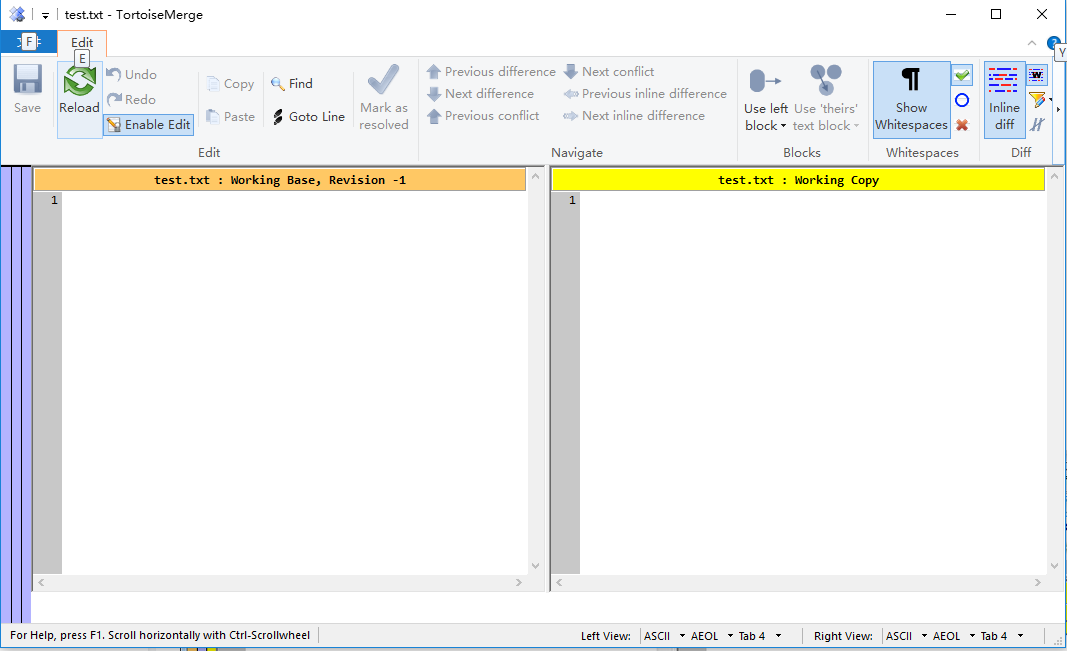 test.txt - TortoiseMerge
F
Edit
E
?
Y
Save
Reload
Undo
Redo
Enable Edit
Copy
Paste
Find
Goto Line
Mark as
resolved
Edit
Previous difference
Next difference
Previous conflict
Next conflict
Previous inline difference
Next inline difference
Navigate
Use left
block
Use 'theirs'
text block
Blocks
Show
Whitespaces
Whitespaces
Inline
diff
Diff
test.txt : Working Base, Revision -1
test.txt : Working Copy
1
1
For Help, press F1. Scroll horizontally with Ctrl-Scrollwheel
Left View: ASCII AEOL Tab 4
Right View: ASCII AEOL Tab 4